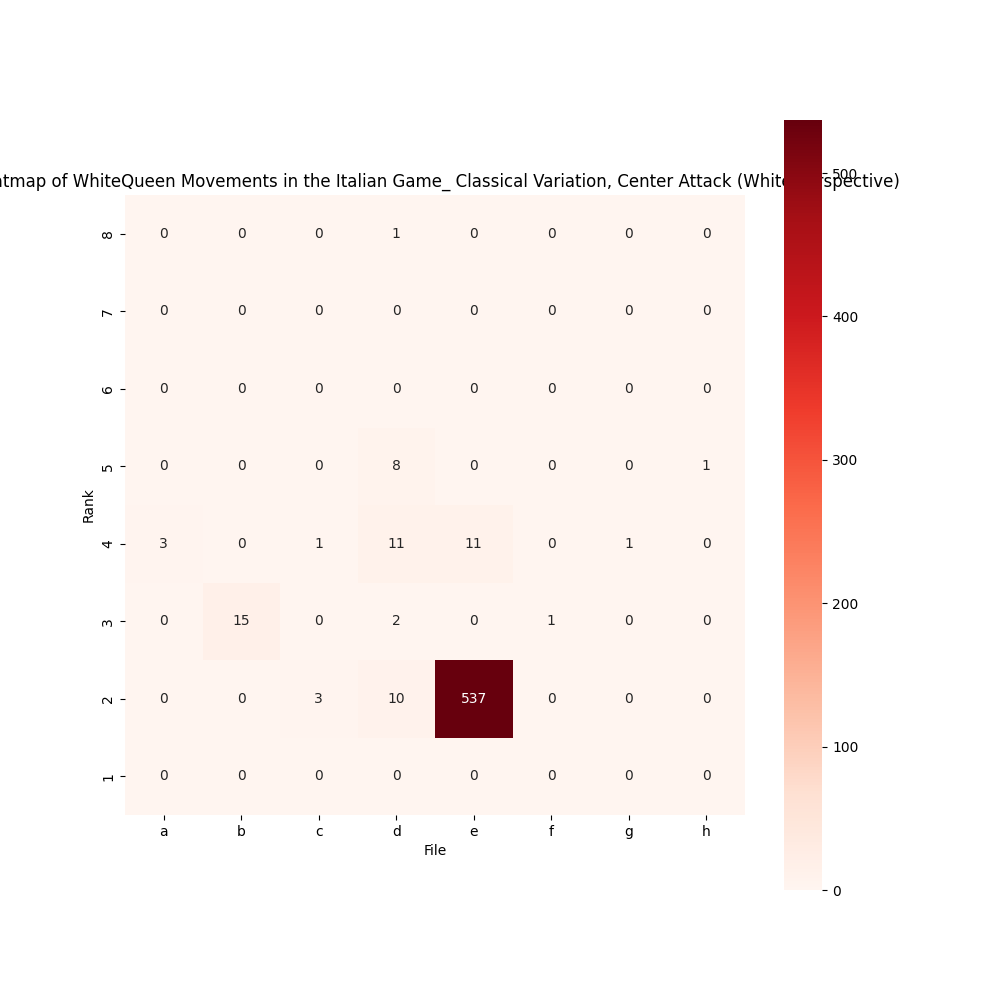 atmap of WhiteQueen Movements in the Italian Game_ Classical Variation, Center Attack (White rspective)
500
8 0 0 0 1 0 0 0 0
7 0 0 0 0 0 0 0 0
400
6 0 0 0 0 0 0 0 0
5 0 0 0 8 0 0 0 1
300
Rank
4 3 0 1 11 11 0 1 0
200
3 0 15 0 2 0 1 0 0
2 0 0 3 10 537 0 0 0
100
1 0 0 0 0 0 0 0 0
a b c d e f g h
File
0